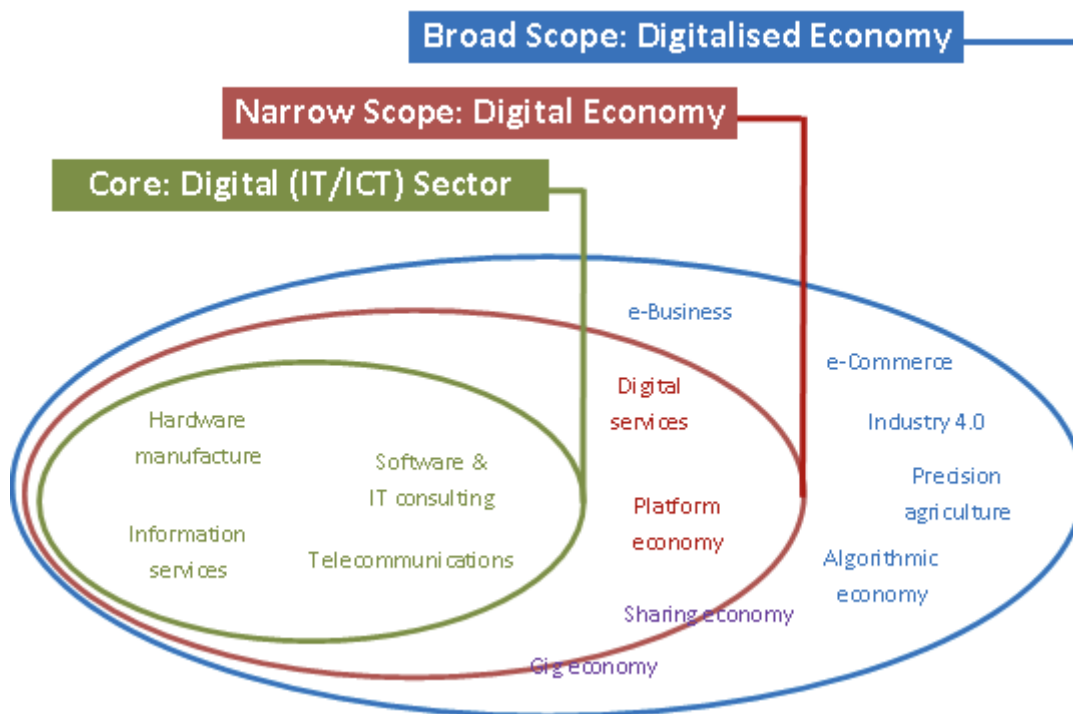 Broad Scope: Digitalised Economy
Narrow Scope: Digital Economy
Core: Digital (IT/ICT) Sector
e-Business
e-Commerce
Digital
services
Industry 4.0
Hardware
manufacture
Software &
IT consulting
Precision
agriculture
Platform
economy
Information
services
Telecommunications
Algorithmic
economy
Sharing economy
Gig economy